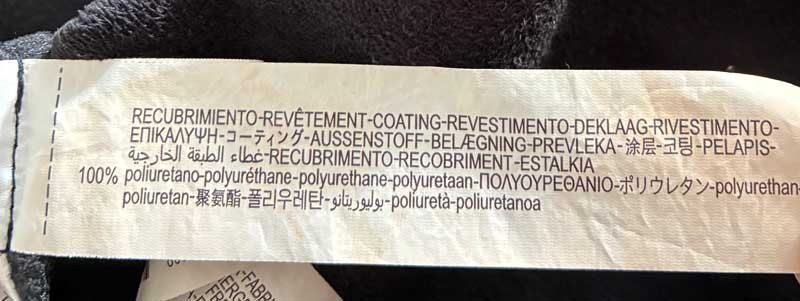 RECUBRIMIENTO-REVÊTEMENT-COATING-REVESTIMENTO-DEKLAAG-RIVESTIMENTO-
ΕΠΙΚΑΛΥΨΗ-コーティング-AUSSENSTOFF-BELÆGNING-PREVLEKA-涂层-코팅-PELAPIS-
غطاء الطبقة الخارجية-RECUBRIMENTO-RECOBRIMENT-ESTALKIA
100% poliuretano-polyuréthane-polyurethane-polyuretaan-ΠΟΛΥΟΥΡΕΘΑΝΙΟ-ポリウレタン-polyurethan-
poliuretan-聚氨酯-폴리우레탄-بوليوريتانو-poliuretà-poliuretanoa
-FABRI